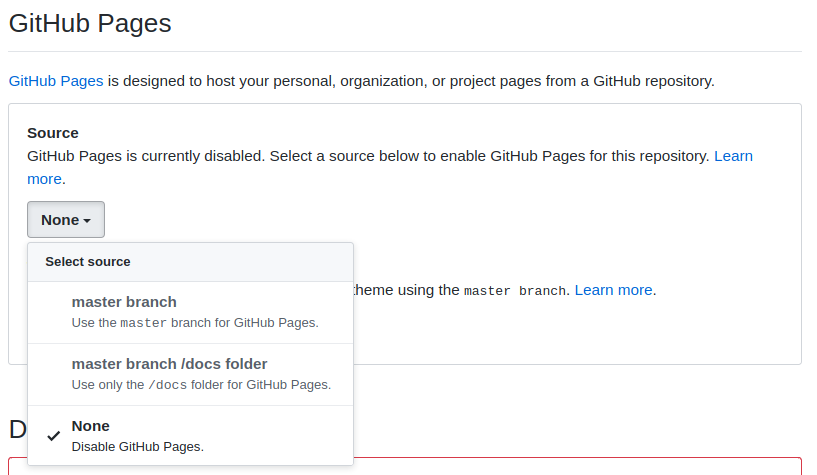 GitHub Pages
GitHub Pages is designed to host your personal, organization, or project pages from a GitHub repository.
Source
GitHub Pages is currently disabled. Select a source below to enable GitHub Pages for this repository. Learn
more.
None
Select source
theme using the master branch. Learn more.
master branch
Use the master branch for GitHub Pages.
master branch /docs folder
Use only the /docs folder for GitHub Pages.
None
Disable GitHub Pages.
D